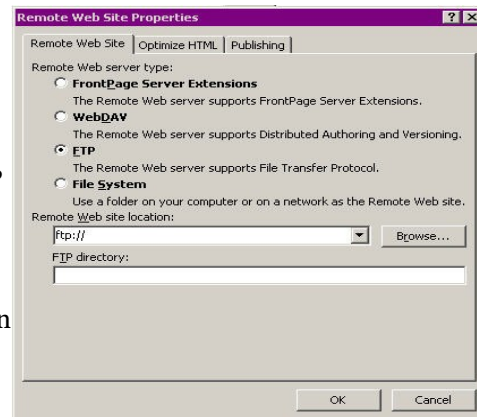 Remote Web Site Properties
Remote Web Site Optimize HTML Publishing
Remote Web server type:
FrontPage Server Extensions
The Remote Web server supports FrontPage Server Extensions.
WebDAV
The Remote Web server supports Distributed Authoring and Versioning.
FTP
The Remote Web server supports File Transfer Protocol.
File System
Use a folder on your computer or on a network as the Remote Web site.
Remote Web site location:
ftp://
Browse...
FTP directory:
n
OK Cancel